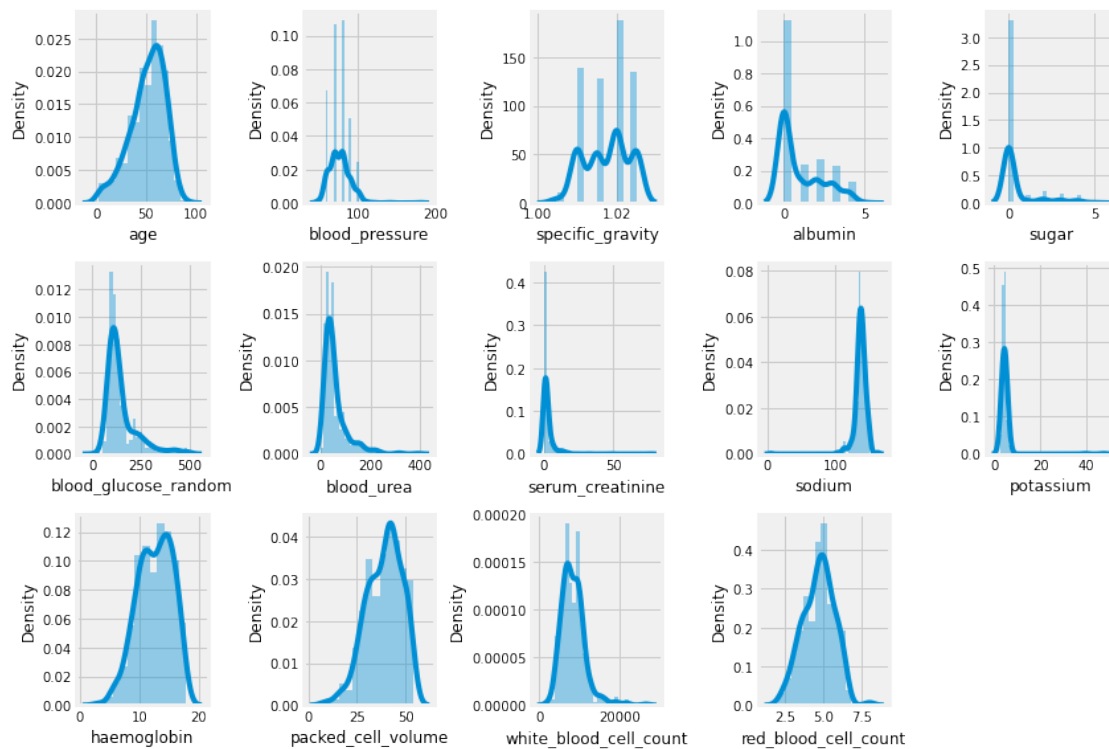 0.025
0.020
0.015
0.010
0.005
0.000
Density
0 50 100
age
0.10
0.08
0.06
0.04
0.02
0.00
Density
100 200
blood_pressure
150
100
50
0
Density
1.00 1.02
specific_gravity
1.0
0.8
0.6
0.4
0.2
0.0
Density
0 5
albumin
3.0
2.5
2.0
1.5
1.0
0.5
0.0
Density
0 5
sugar
0.012
0.010
0.008
0.006
0.004
0.002
0.000
Density
0 250 500
blood_glucose_random
0.020
0.015
0.010
0.005
0.000
Density
0 200 400
blood_urea
0.4
0.3
0.2
0.1
0.0
Density
0 50
serum_creatinine
0.08
0.06
0.04
0.02
0.00
Density
0 100
sodium
0.5
0.4
0.3
0.2
0.1
0.0
Density
0 20 40
potassium
0.12
0.10
0.08
0.06
0.04
0.02
0.00
Density
0 10 20
haemoglobin
0.04
0.03
0.02
0.01
0.00
Density
0 25 50
packed_cell_volume
0.00020
0.00015
0.00010
0.00005
0.00000
Density
0 20000
white_blood_cell_count
0.4
0.3
0.2
0.1
0.0
Density
2.5 5.0 7.5
red_blood_cell_count